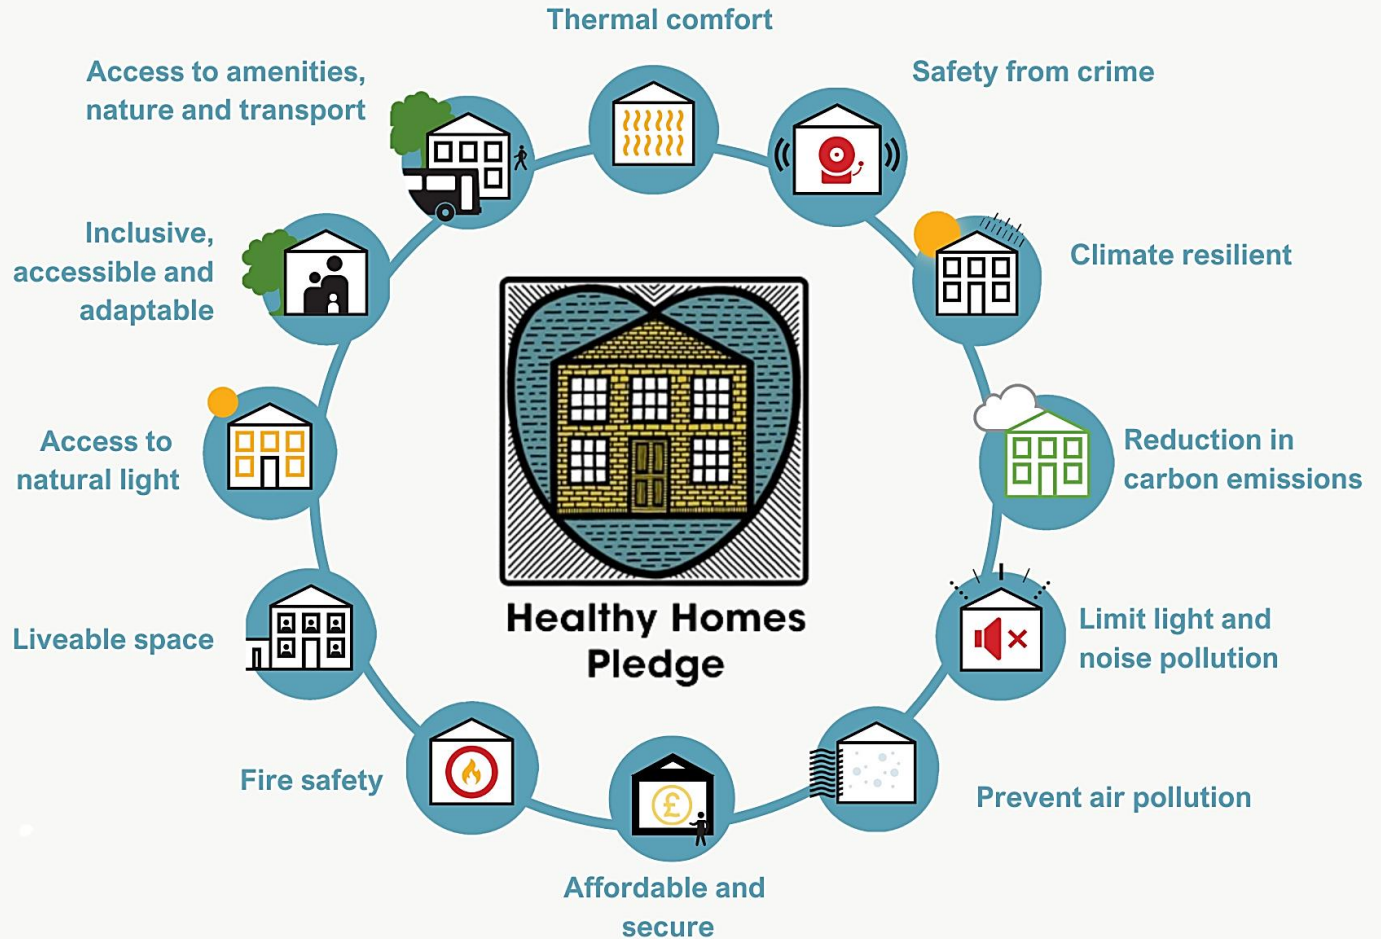 Thermal comfort
Safety from crime
Climate resilient
Reduction in
carbon emissions
Limit light and
noise pollution
Prevent air pollution
Affordable and
secure
£
Fire safety
Liveable space
Access to
natural light
Inclusive,
accessible and
adaptable
Access to amenities,
nature and transport
Healthy Homes
Pledge